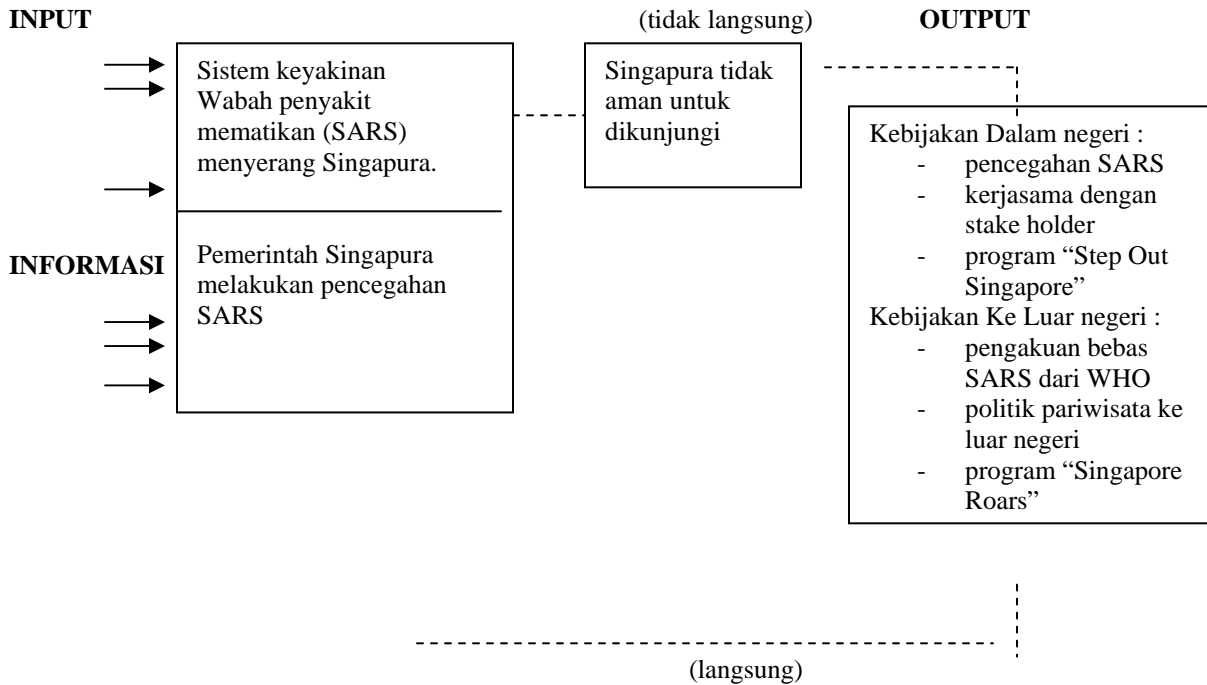 INPUT
(tidak langsung)
OUTPUT
Sistem keyakinan
Wabah penyakit
mematikan (SARS)
menyerang Singapura.
Singapura tidak
aman untuk
dikunjungi
INFORMASI
Pemerintah Singapura
melakukan pencegahan
SARS
Kebijakan Dalam negeri :
- pencegahan SARS
- kerjasama dengan
stake holder
- program “Step Out
Singapore”
Kebijakan Ke Luar negeri :
- pengakuan bebas
SARS dari WHO
- politik pariwisata ke
luar negeri
- program “Singapore
Roars”
(langsung)